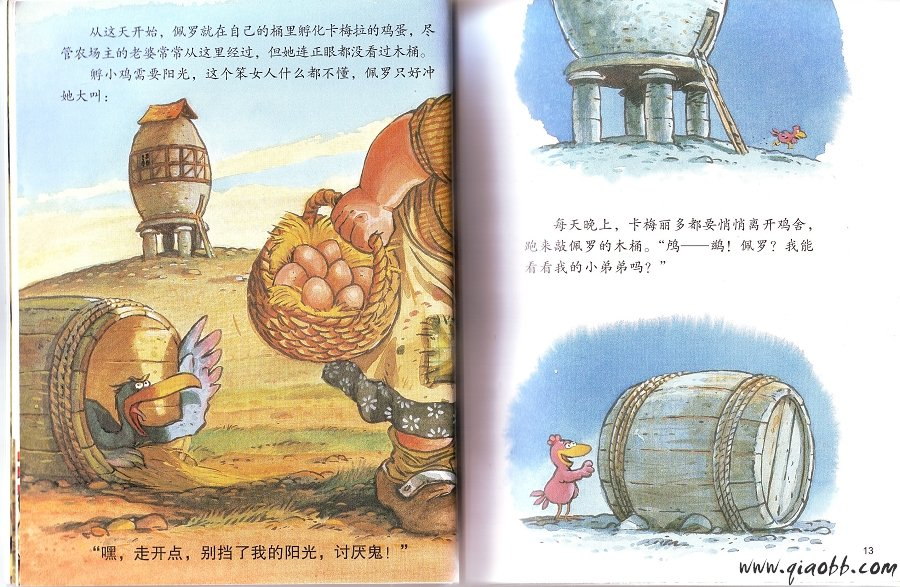 从这天开始，佩罗就在自己的桶里孵化卡梅拉的鸡蛋，尽
管农场主的老婆常常从这里经过，但她连正眼都没看过木桶。
孵小鸡需要阳光，这个笨女人什么都不懂，佩罗只好冲
她大叫：
“嘿，走开点，别挡了我的阳光，讨厌鬼！”
每天晚上，卡梅丽多都要悄悄离开鸡舍，
跑来敲佩罗的木桶。“鸬——鹚！佩罗？我能
看看我的小弟弟吗？”
13
www.qiaobb.com